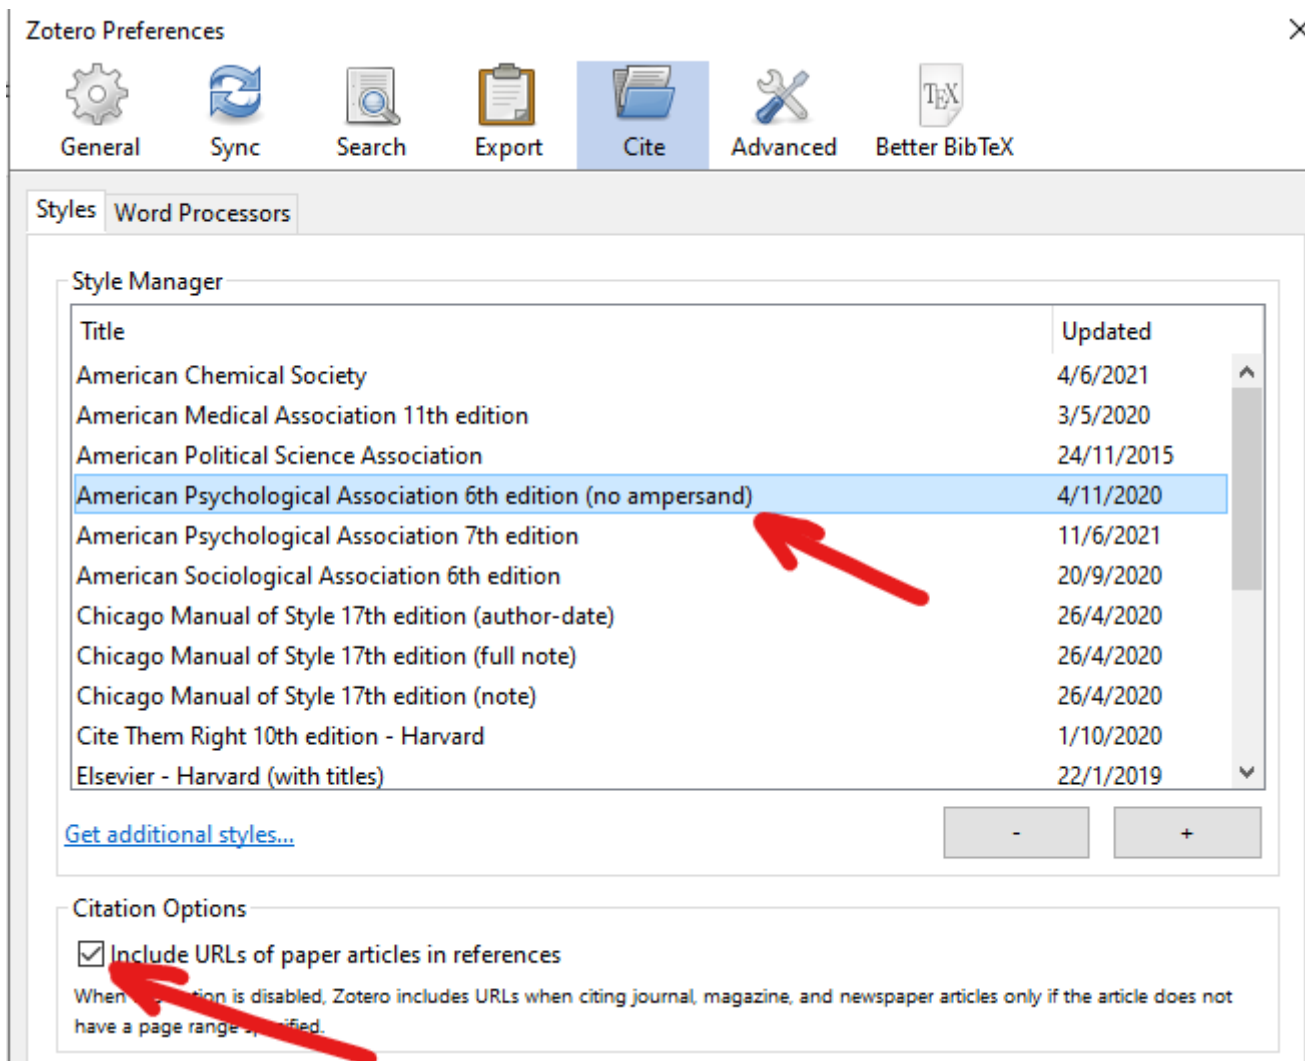 Zotero Preferences
General Sync Search Export Cite Advanced Better BibTeX
TEX
Styles Word Processors
Style Manager
Title Updated
American Chemical Society 4/6/2021
American Medical Association 11th edition 3/5/2020
American Political Science Association 24/11/2015
American Psychological Association 6th edition (no ampersand) 4/11/2020
American Psychological Association 7th edition 11/6/2021
American Sociological Association 6th edition 20/9/2020
Chicago Manual of Style 17th edition (author-date) 26/4/2020
Chicago Manual of Style 17th edition (full note) 26/4/2020
Chicago Manual of Style 17th edition (note) 26/4/2020
Cite Them Right 10th edition - Harvard 1/10/2020
Elsevier - Harvard (with titles) 22/1/2019
Get additional styles... - +
Citation Options
Include URLs of paper articles in references
When is disabled, Zotero includes URLs when citing journal, magazine, and newspaper articles only if the article does not
have a page range